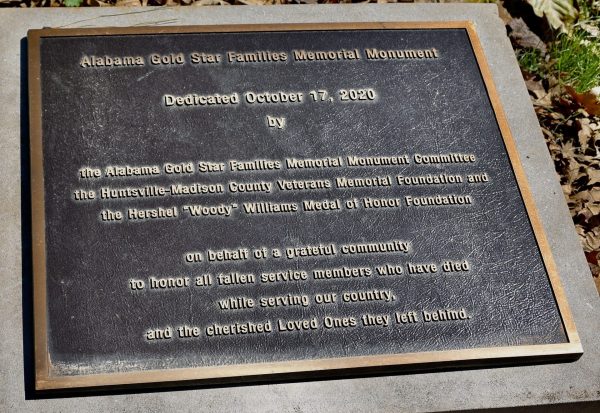 Alabama Gold Star Families Memorial Monument
Dedicated October 17, 2020
by
the Alabama Gold Star Families Memorial Monument Committee
the Huntsville-Madison County Veterans Memorial Foundation and
the Hershel "Woody" Williams Medal of Honor Foundation
on behalf of a grateful community
to honor all fallen service members who have died
while serving our country,
and the cherished Loved Ones they left behind.